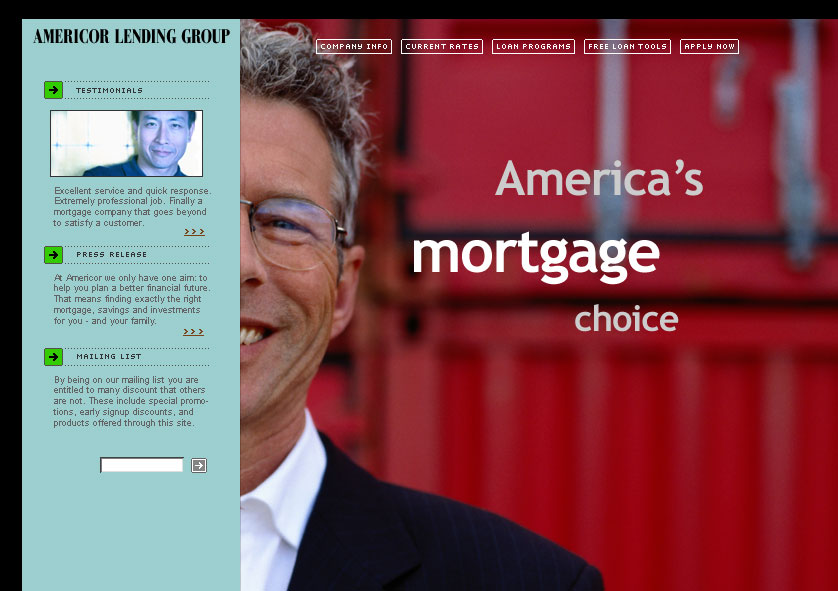 AMERICOR LENDING GROUP
COMPANY INFO
CURRENT RATES
LOAN PROGRAMS
FREE LOAN TOOLS
APPLY NOW
TESTIMONIALS
Excellent service and quick response.
Extremely professional job. Finally a
mortgage company that goes beyond
to satisfy a customer.
>>>
PRESS RELEASE
At Americor we only have one aim: to
help you plan a better financial future.
That means finding exactly the right
mortgage, savings and investments
for you - and your family.
>>>
MAILING LIST
By being on our mailing list you are
entitled to many discount that others
are not. These include special promo-
tions, early signup discounts, and
products offered through this site.
America's
mortgage
choice